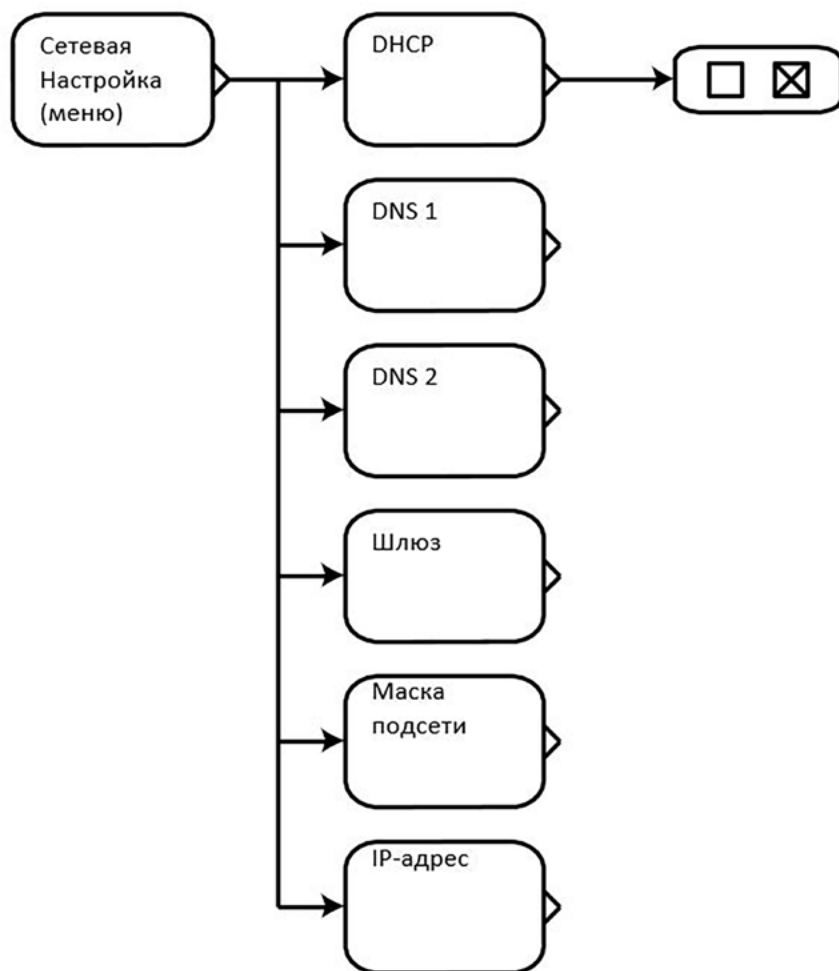 Сетевая
Настройка
(меню)
DHCP
DNS 1
DNS 2
Шлюз
Маска
подсети
IP-адрес